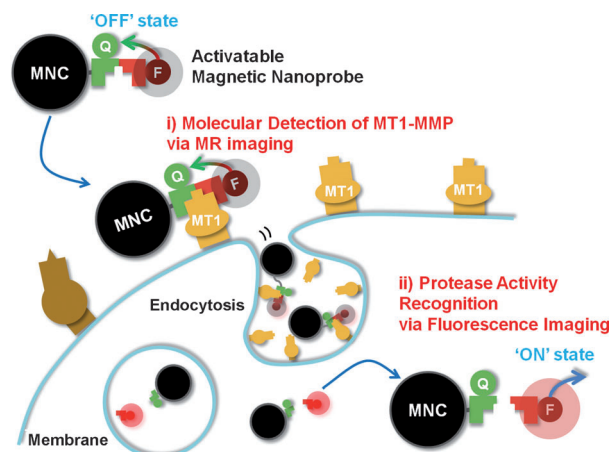 ‘OFF’ state
Q
MNC
F
Activatable
Magnetic Nanoprobe
i) Molecular Detection of MT1-MMP
via MR imaging
Q
F
MNC
MT1
MT1
MT1
Endocytosis
ii) Protease Activity
Recognition
via Fluorescence Imaging
‘ON’ state
Q
MNC
F
Membrane